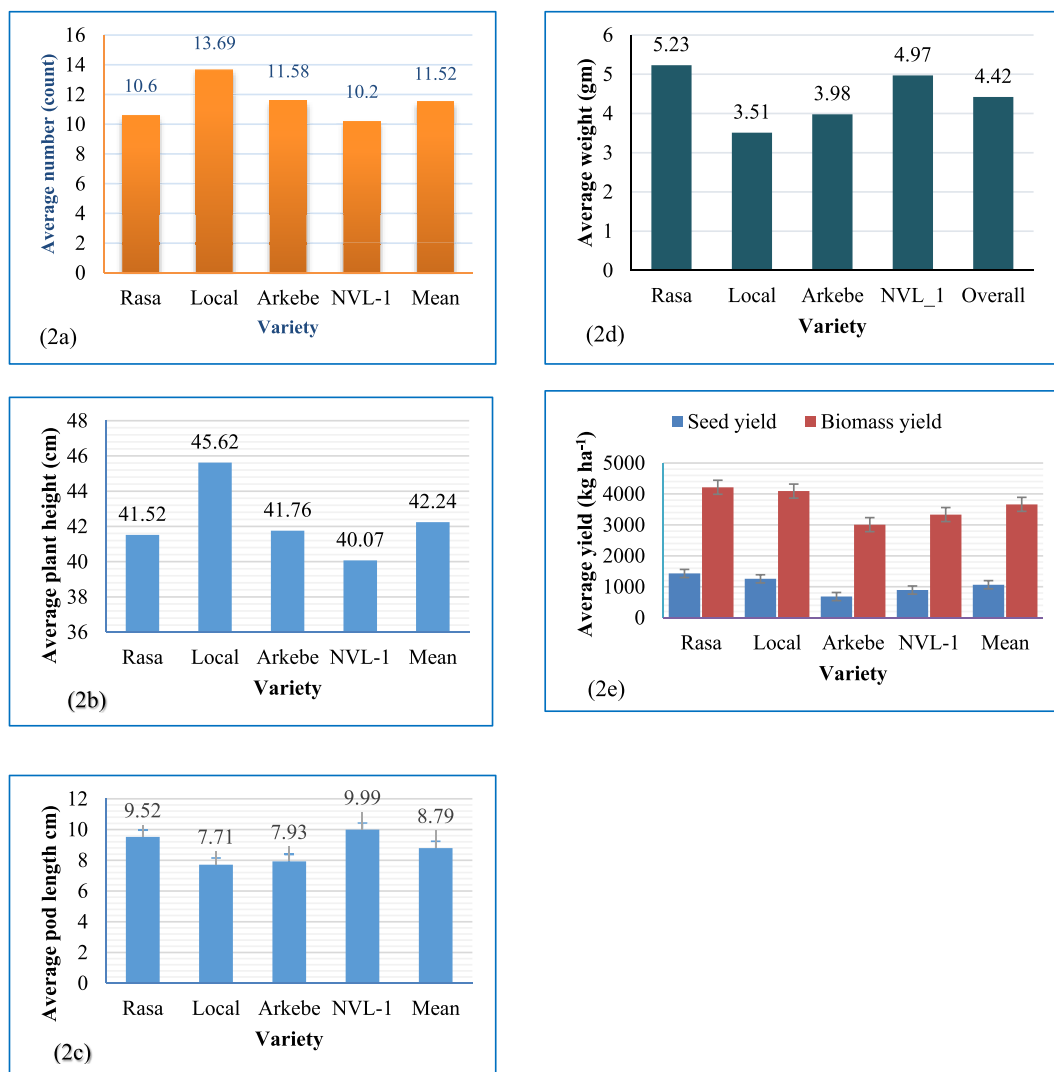 Average number (count)
16
14
12
10
8
6
4
2
0
10.6
13.69
11.58
10.2
11.52
Rasa Local Arkebe NVL-1 Mean
Variety
(2a)
Average plant height (cm)
48
46
44
42
40
38
36
41.52
45.62
41.76
40.07
42.24
Rasa Local Arkebe NVL-1 Mean
Variety
(2b)
Average pod length cm)
12
10
8
6
4
2
0
9.52
7.71
7.93
9.99
8.79
Rasa Local Arkebe NVL-1 Mean
Variety
(2c)
Average weight (gm)
6
5
4
3
2
1
0
5.23
3.51
3.98
4.97
4.42
Rasa Local Arkebe NVL_1 Overall
Variety
(2d)
Seed yield Biomass yield
Average yield (kg ha⁻¹)
5000
4000
3000
2000
1000
0
Rasa Local Arkebe NVL-1 Mean
Variety
(2e)